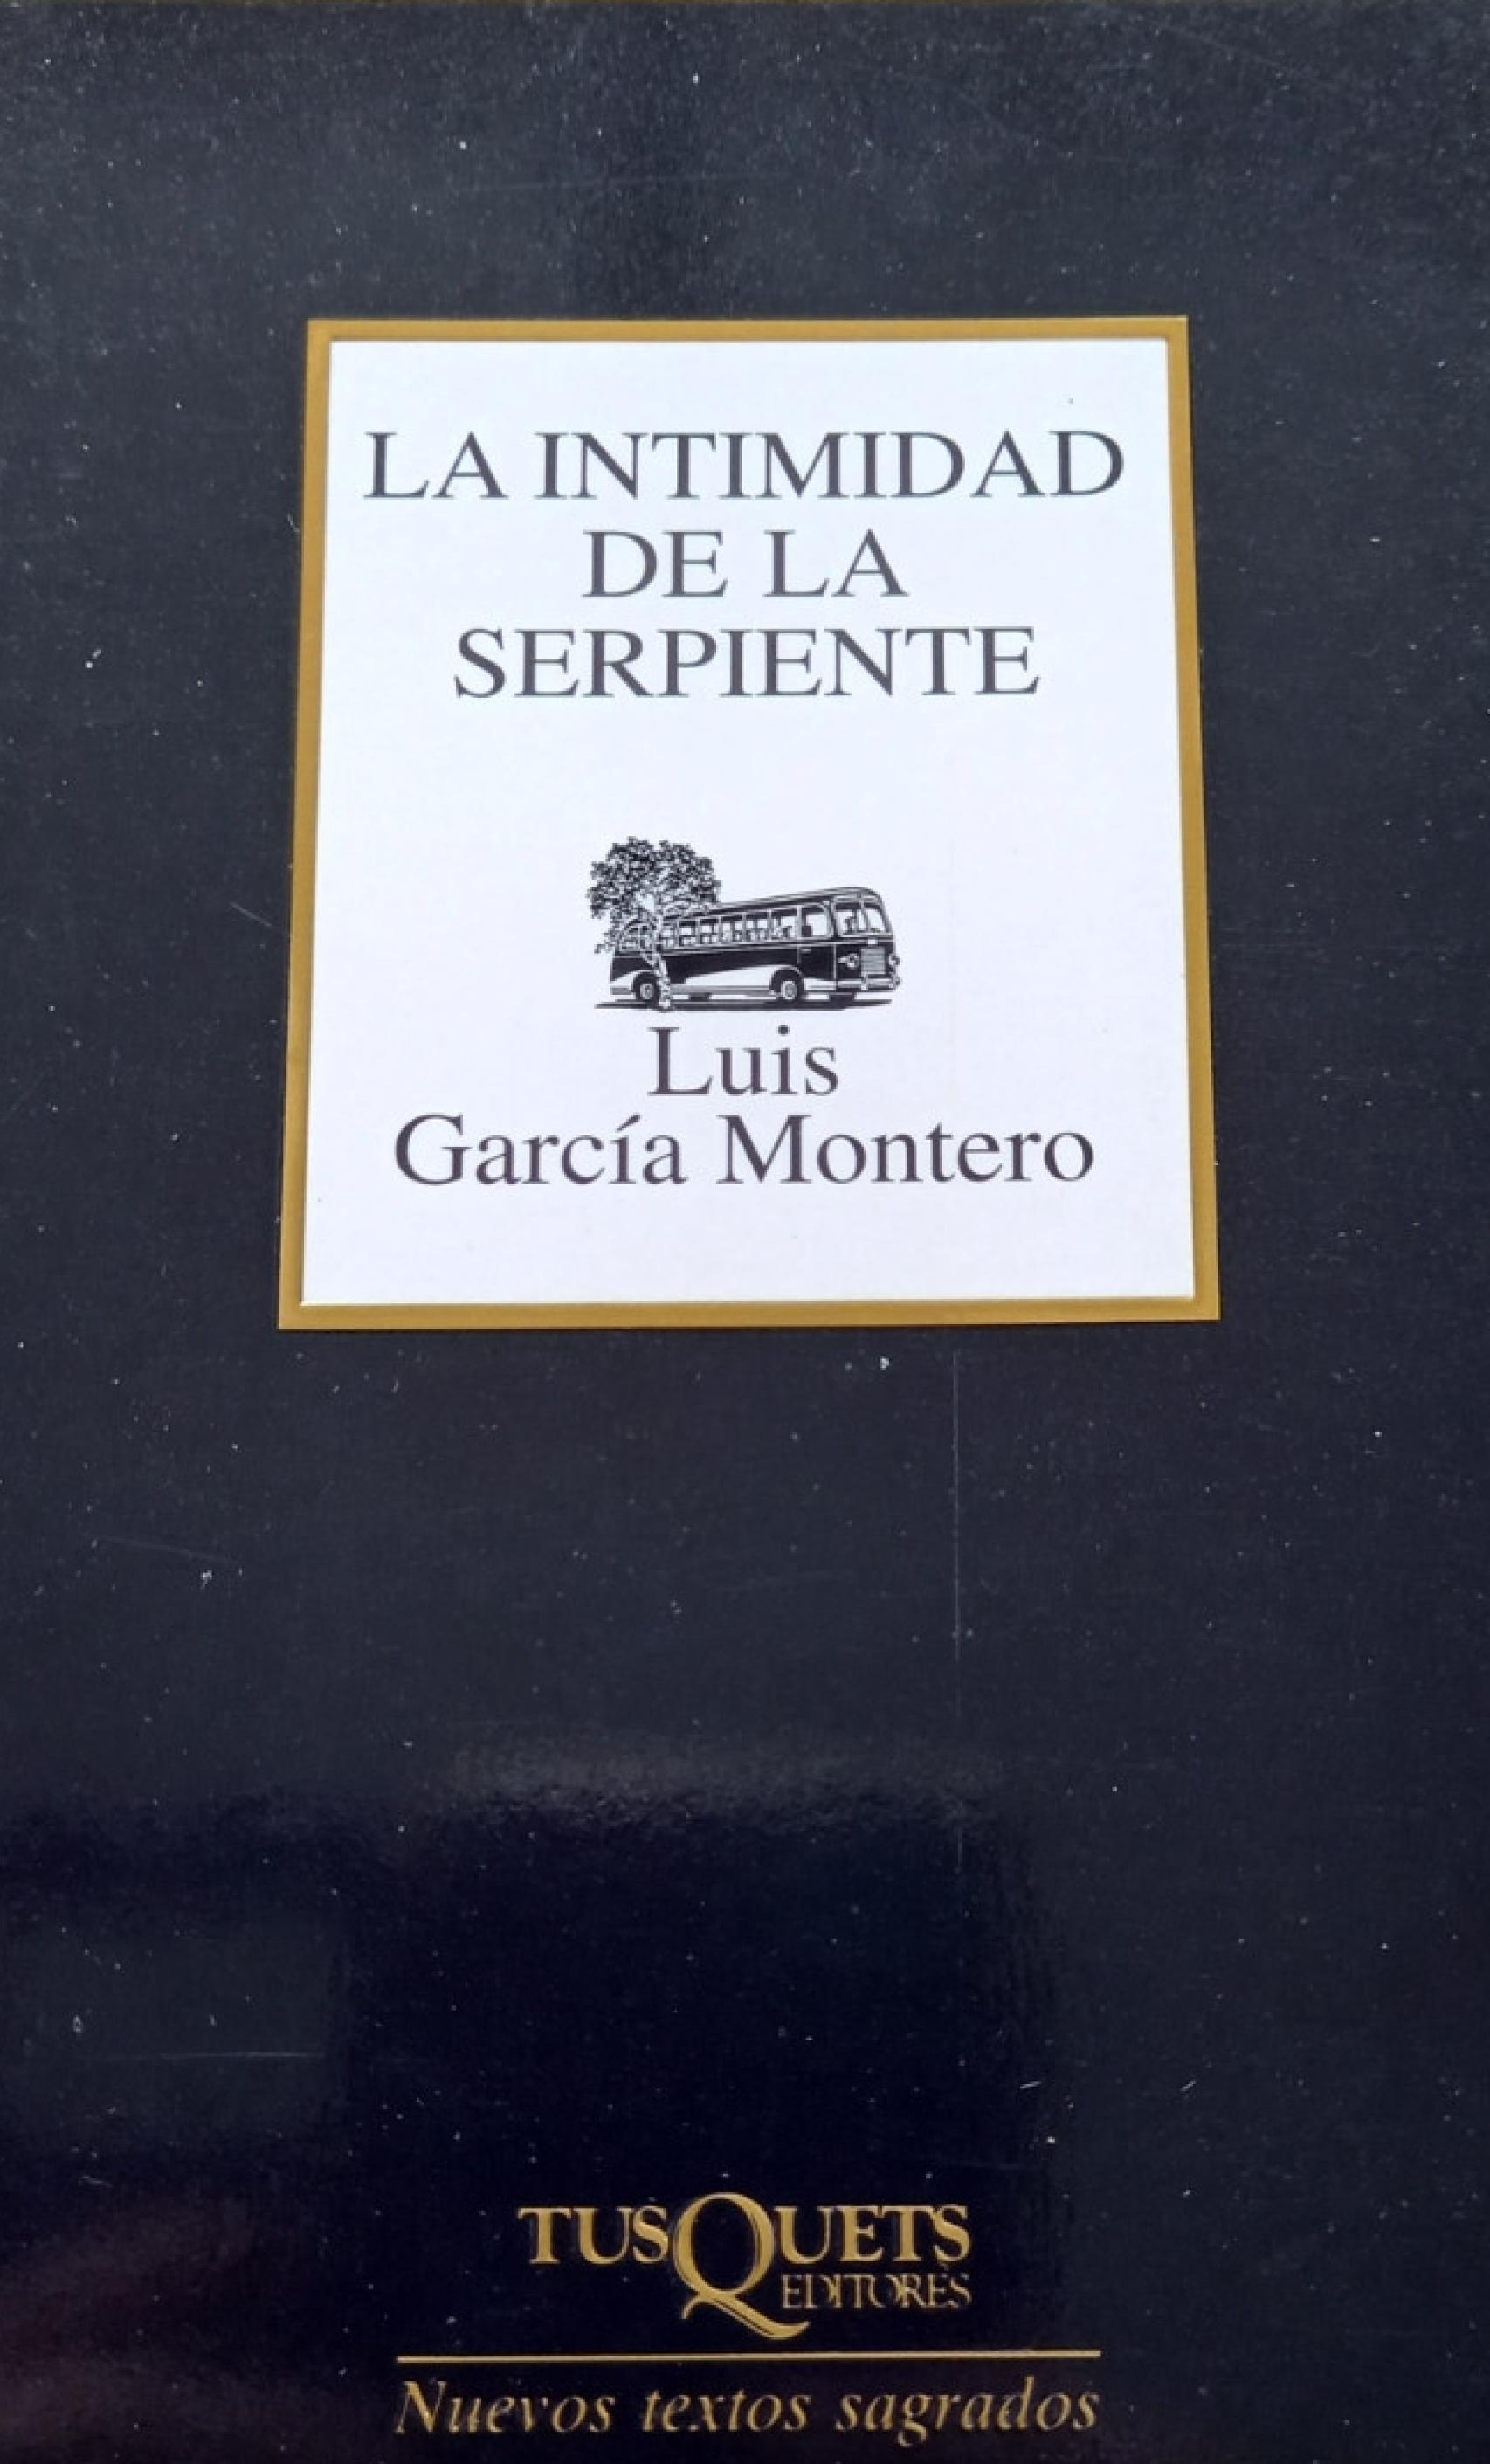 LA INTIMIDAD
DE LA
SERPIENTE
Luis
García Montero
TUSQUETS
EDITORES
Nuevos textos sagrados